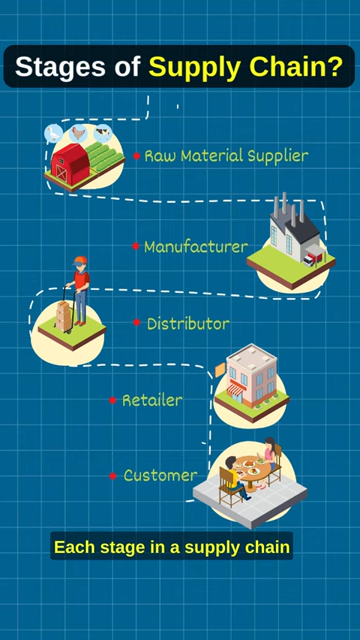 Stages of Supply Chain?
Raw Material Supplier
Manufacturer
Distributor
Retailer
Customer
Each stage in a supply chain